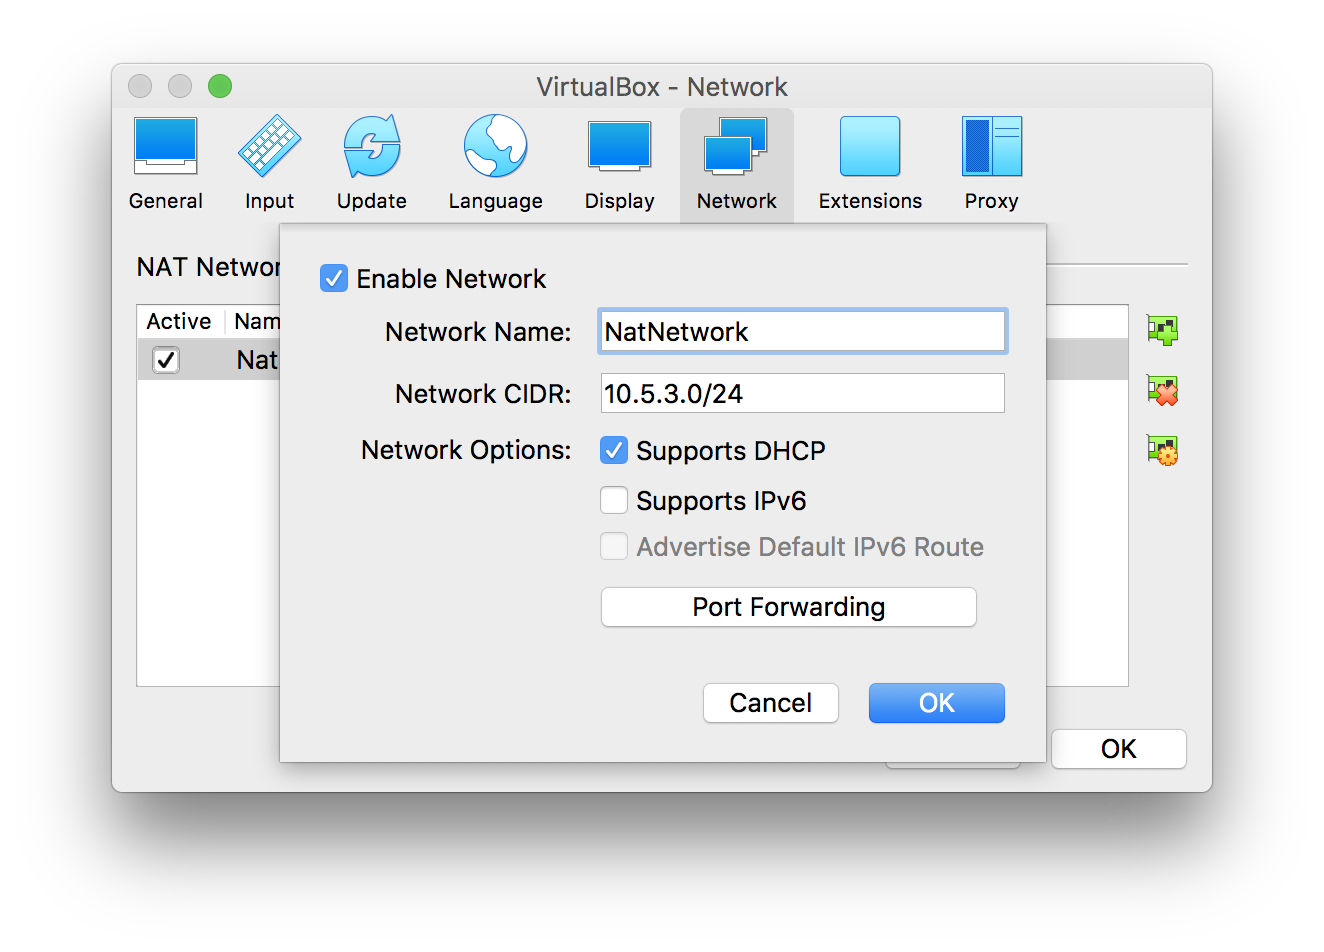 VirtualBox - Network
General Input Update Language Display Network Extensions Proxy
NAT Networ
Active Nam
Nat
Enable Network
Network Name: NatNetwork
Network CIDR: 10.5.3.0/24
Network Options: Supports DHCP
Supports IPv6
Advertise Default IPv6 Route
Port Forwarding
Cancel OK
OK